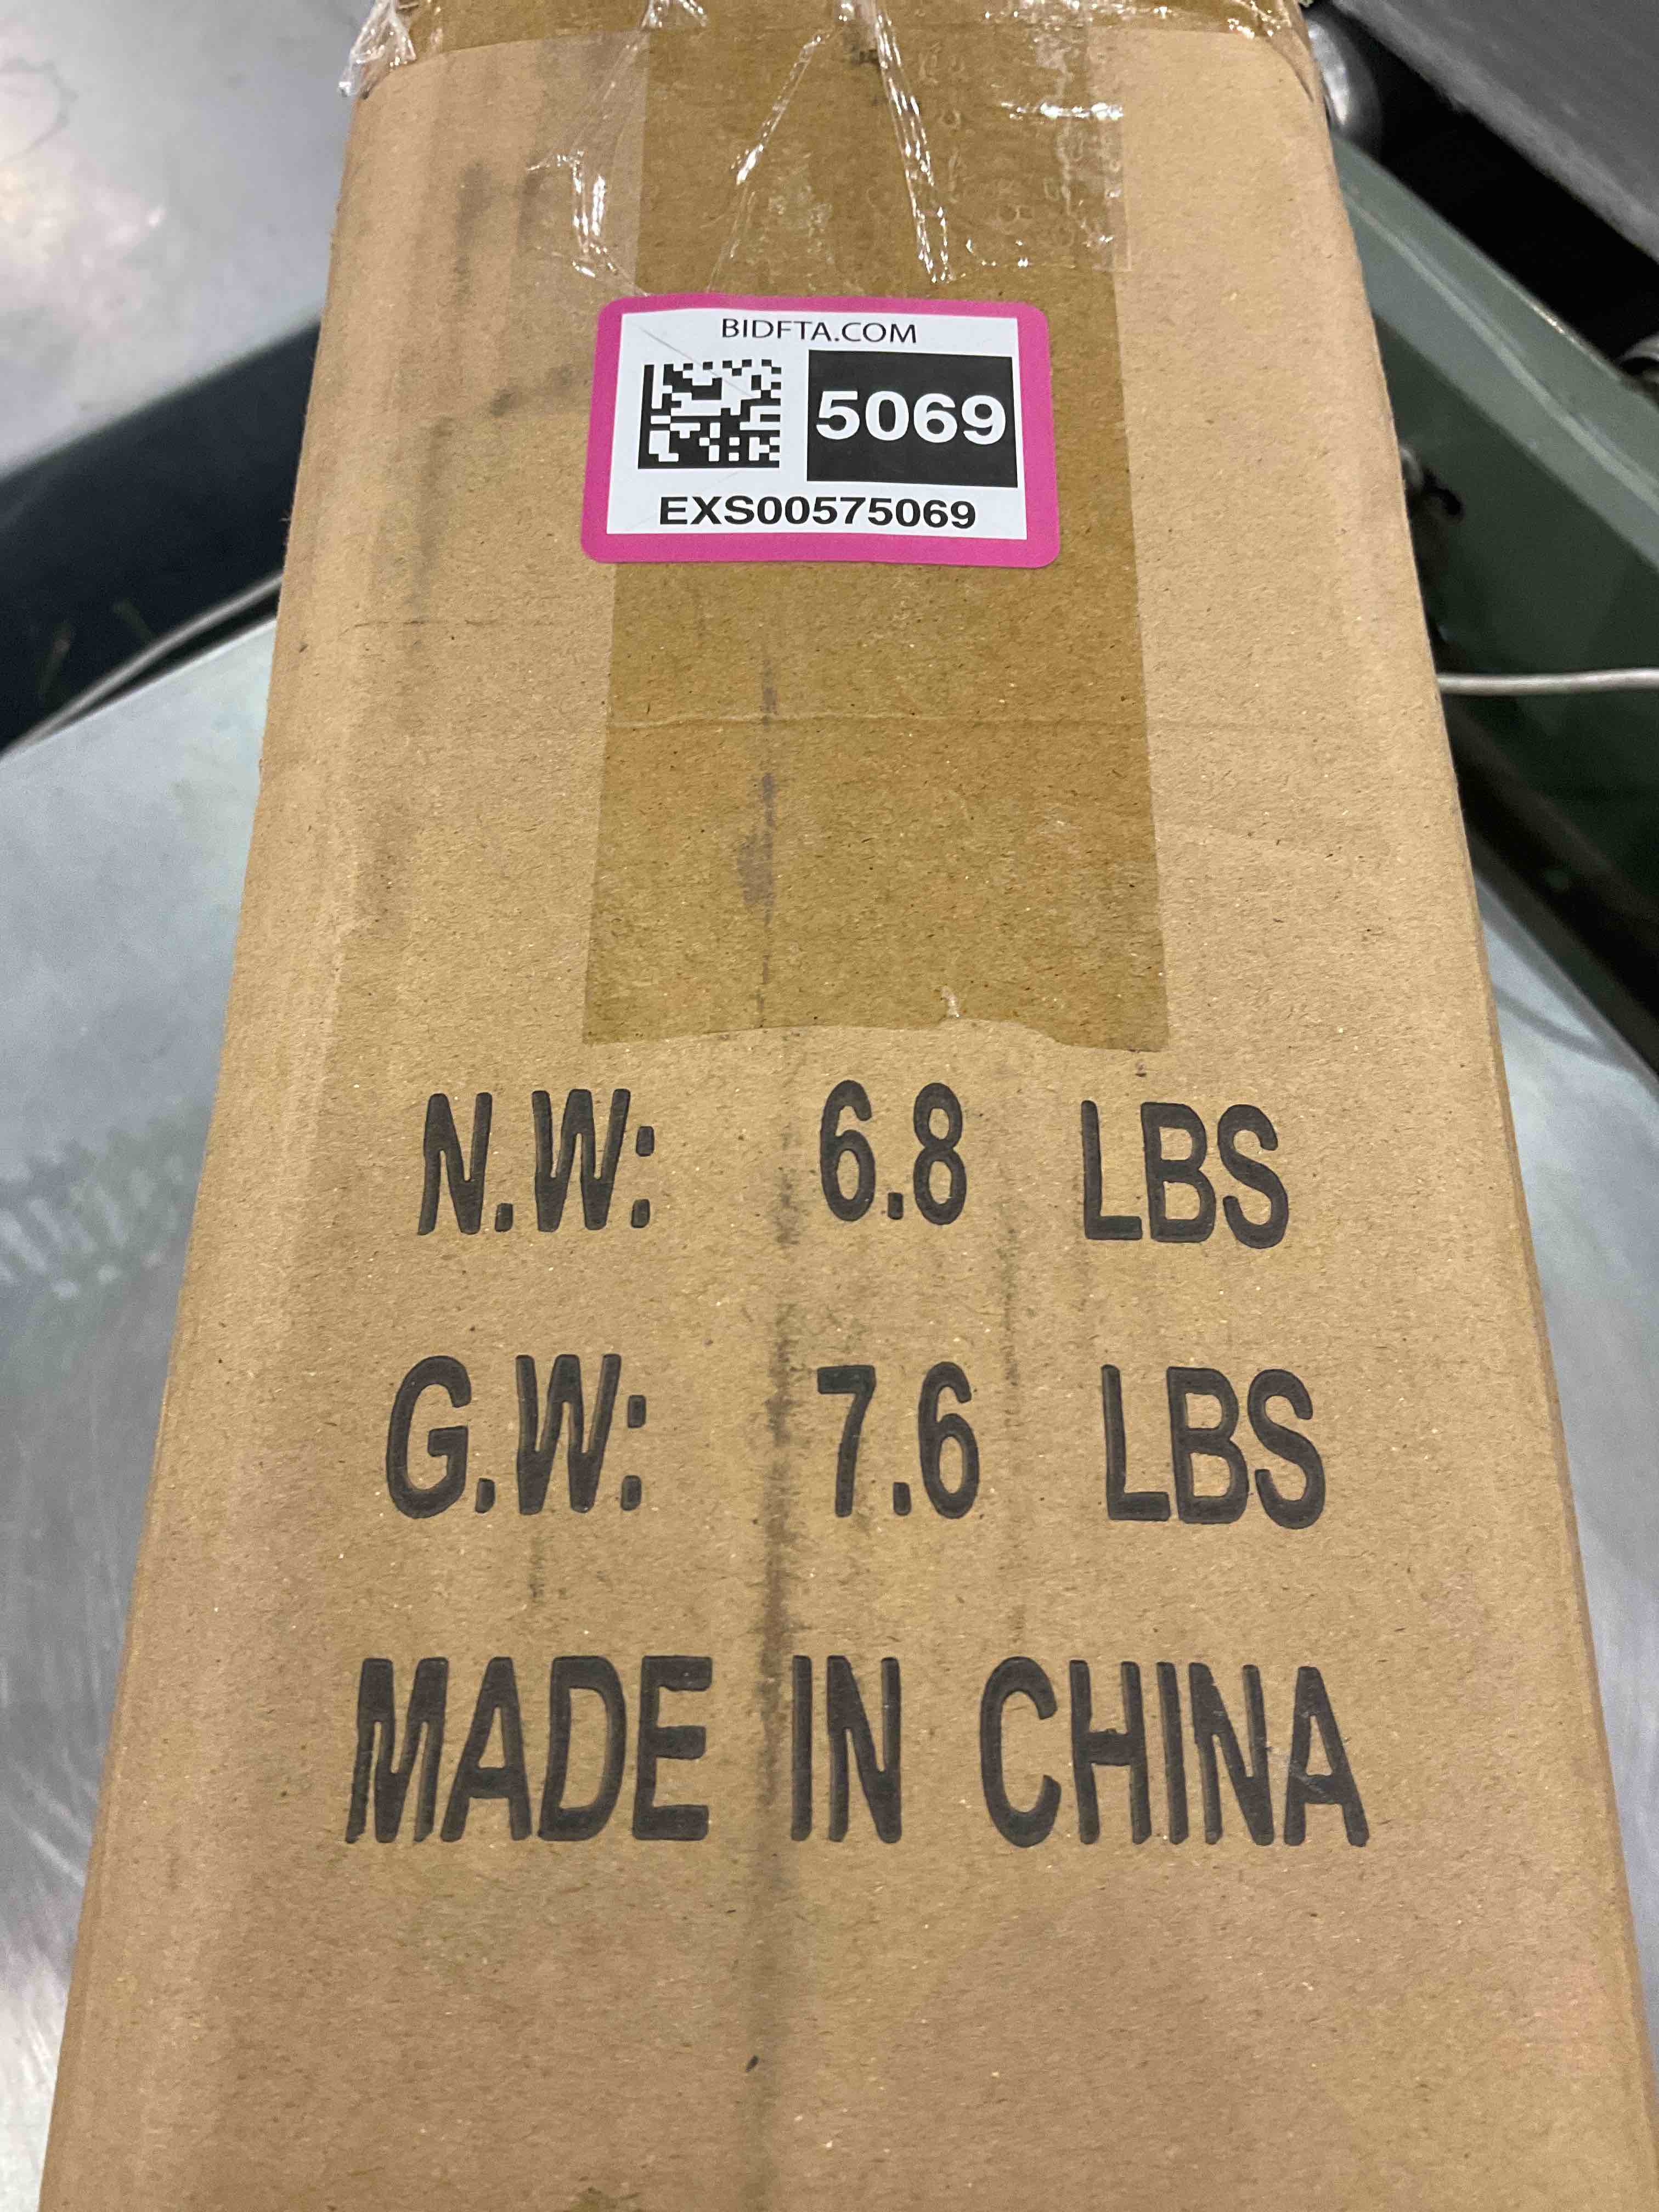 BIDFTA.COM
5069
EXS00575069
N.W: 6.8 LBS
G.W: 7.6 LBS
MADE IN CHINA